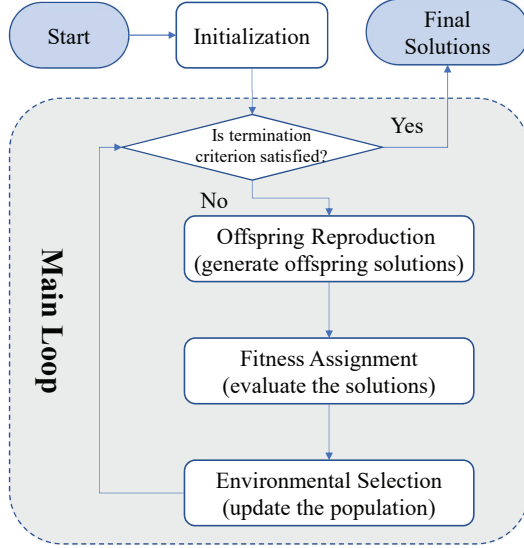 Start
Initialization
Final
Solutions
Is termination
criterion satisfied?
Yes
No
Offspring Reproduction
(generate offspring solutions)
Main Loop
Fitness Assignment
(evaluate the solutions)
Environmental Selection
(update the population)